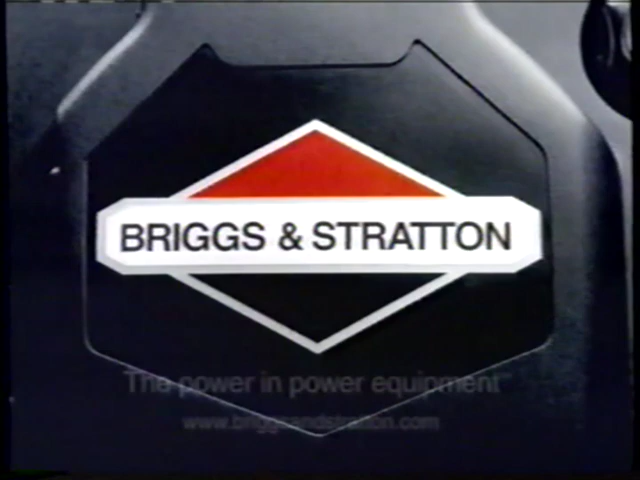 BRIGGS & STRATTON
The power in power equipment
www.briggsandstratton.com